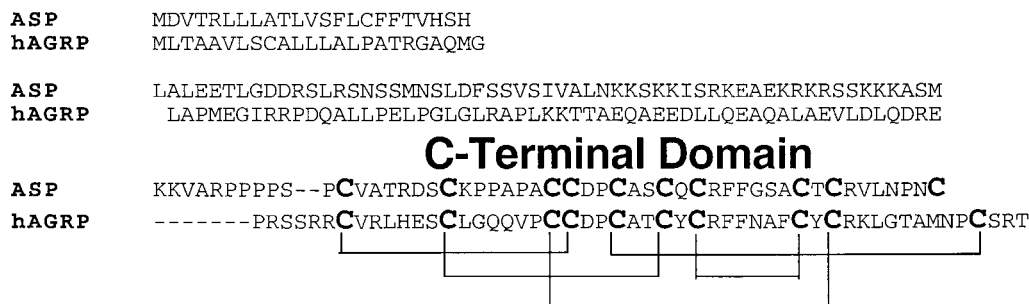 ASP MDVTRLLLATLVSFLCFFTVHSH
hAGRP MLTAAVLSCALLLALPATRGAQMG
ASP LALEETLGDDRSLRSNSSMNSLDFSSVSIVALNKKSKKISRKEAEKRKRSSKKKASM
hAGRP LAPMEGIRRPDQALLPELPGLGLRAPLKKTTAEQAEEDLLQEAQALAEVLDLQDRE
C-Terminal Domain
ASP KKVARPPPPS--PCVATRDSCKPPAPACCDPCASCQCRFFGSACTCRVLNPNC
hAGRP -------PRSSRRCVRLHESCLGQQVPCCDPCATCYCRFFNAFCYCRKLGTAMNPCSRT